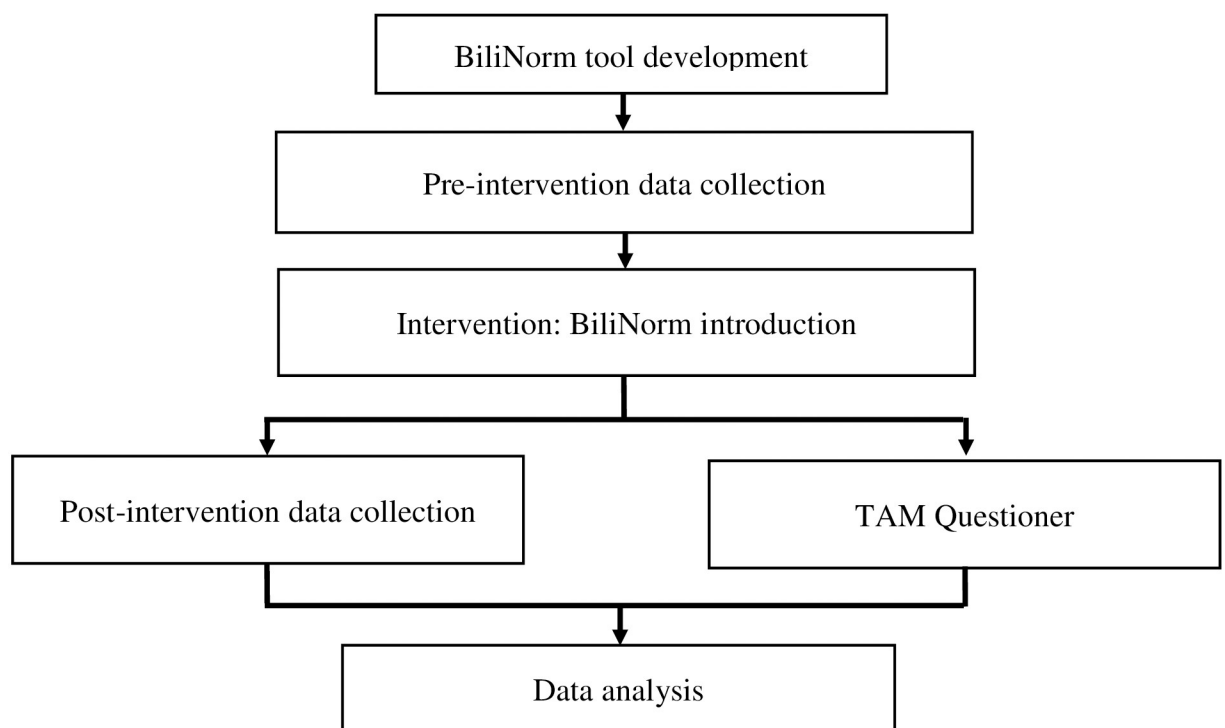 BiliNorm tool development
Pre-intervention data collection
Intervention: BiliNorm introduction
Post-intervention data collection
TAM Questioner
Data analysis